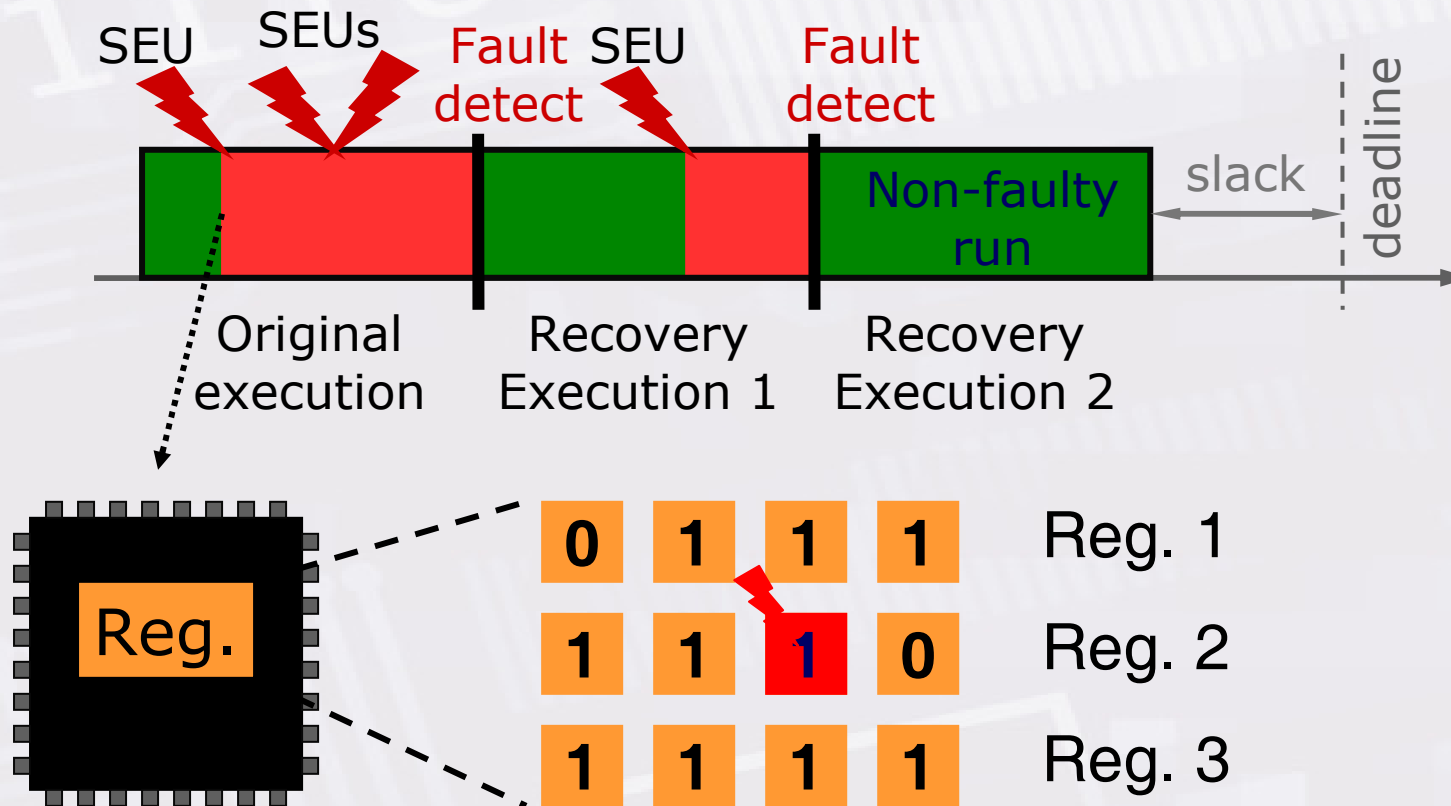 SEU
SEUs
Fault
detect
SEU
Fault
detect
Non-faulty
run
slack
deadline
Original
execution
Recovery
Execution 1
Recovery
Execution 2
Reg.
0 1 1 1 Reg. 1
1 1 1 0 Reg. 2
1 1 1 1 Reg. 3